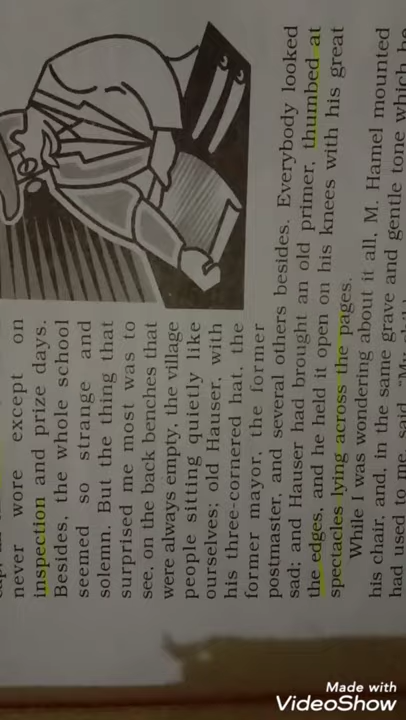 never wore except on
inspection and prize days.
Besides, the whole school
seemed so strange and
solemn. But the thing that
surprised me most was to
see, on the back benches that
were always empty, the village
people sitting quietly like
ourselves; old Hauser, with
his three-cornered hat, the
former mayor, the former
postmaster, and several others besides. Everybody looked
sad; and Hauser had brought an old primer, thumbed at
the edges, and he held it open on his knees with his great
spectacles lying across the pages.
While I was wondering about it all, M. Hamel mounted
his chair, and, in the same grave and gentle tone which he
had used to me, said, "My
Made with
VideoShow